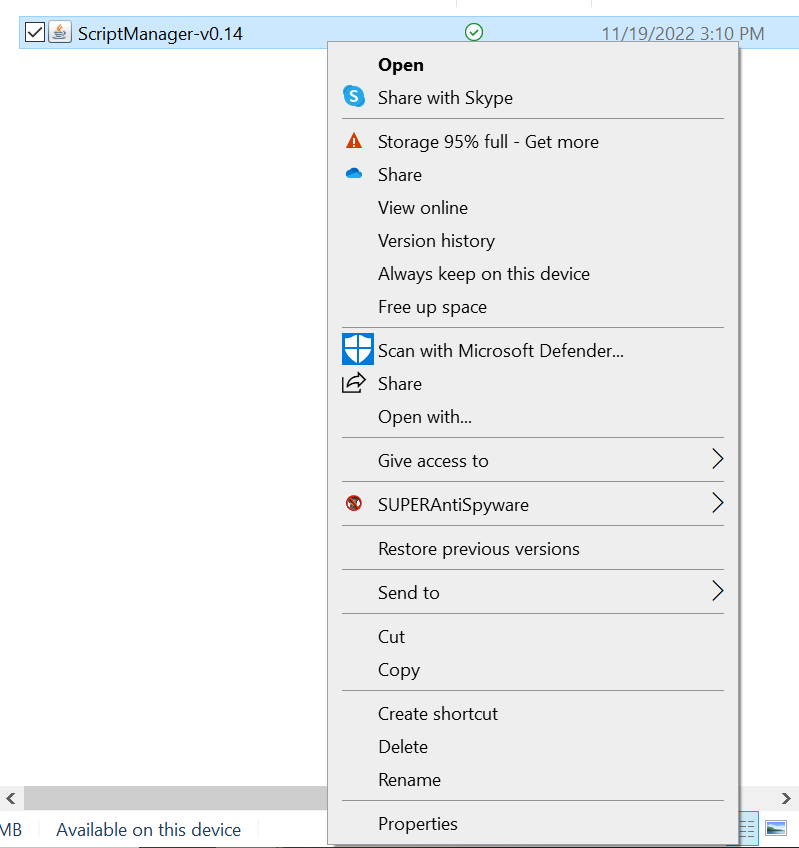 ScriptManager-v0.14 11/19/2022 3:10 PM
Open
Share with Skype
Storage 95% full - Get more
Share
View online
Version history
Always keep on this device
Free up space
Scan with Microsoft Defender...
Share
Open with...
Give access to
SUPERAntiSpyware
Restore previous versions
Send to
Cut
Copy
Create shortcut
Delete
Rename
Properties
MB Available on this device